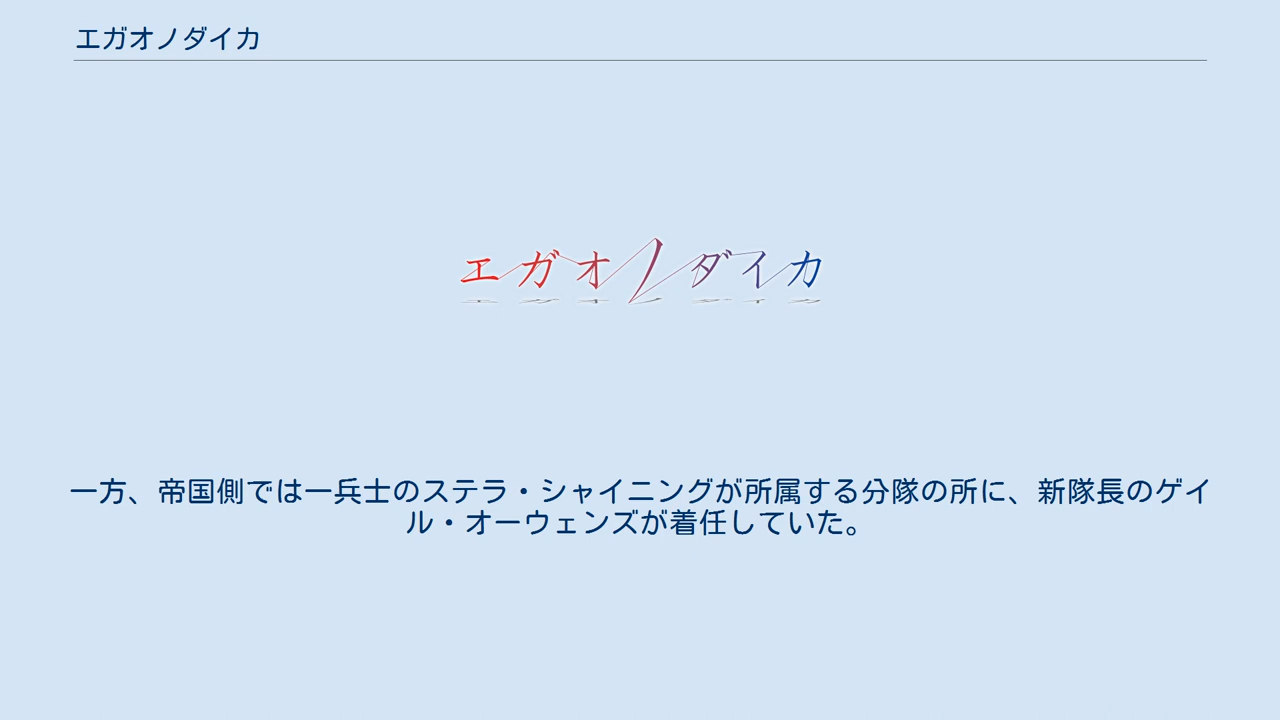 エガオノダイカ
エガオノダイカ
一方、帝国側では一兵士のステラ・シャイニングが所属する分隊の所に、新隊長のゲイ
ル・オーウェンズが着任していた。